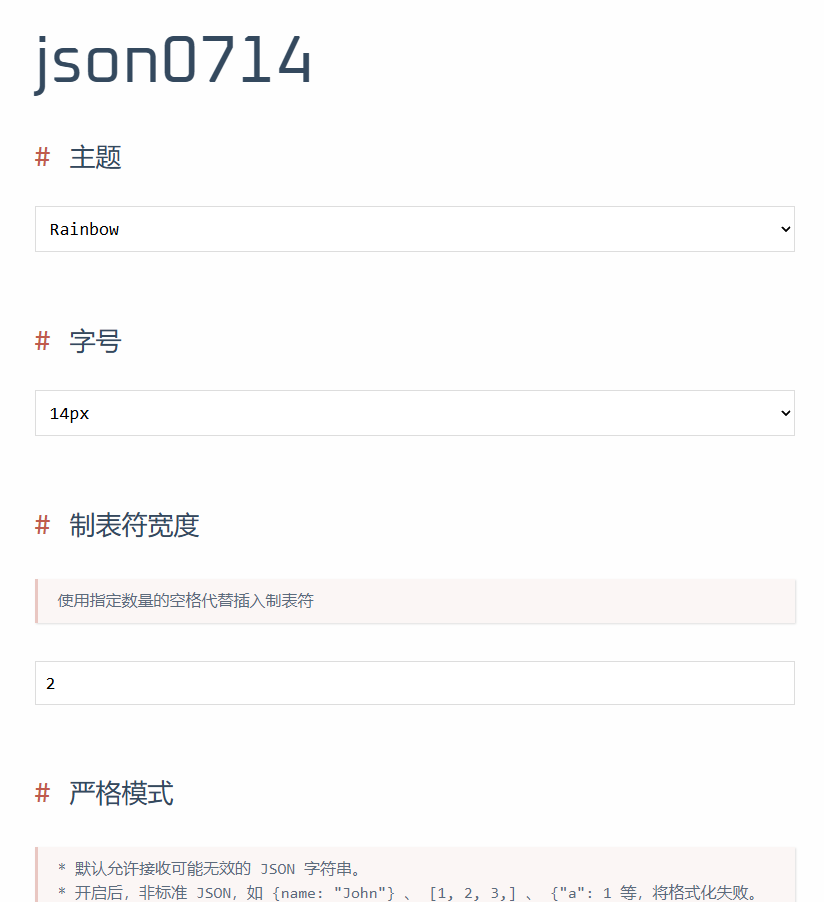 json0714
# 主题
Rainbow
# 字号
14px
# 制表符宽度
使用指定数量的空格代替插入制表符
2
# 严格模式
* 默认允许接收可能无效的 JSON 字符串。
* 开启后，非标准 JSON，如 {name: "John"} 、 [1, 2, 3,] 、 {"a": 1 等，将格式化失败。